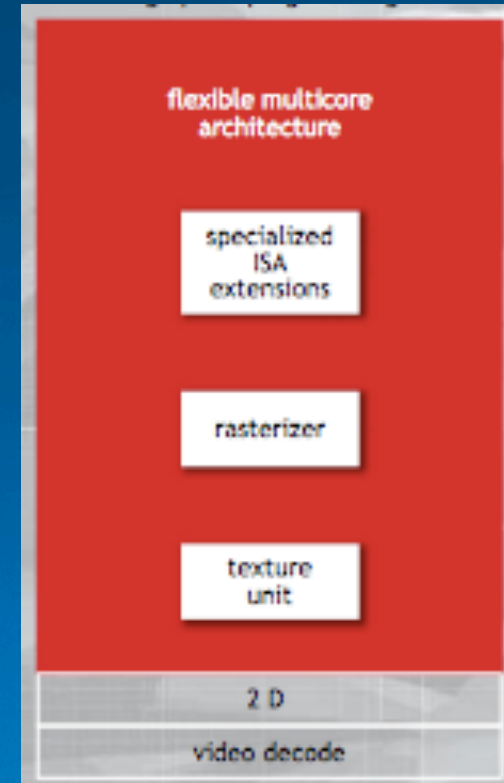 flexible multicore
architecture
specialized
ISA
extensions
rasterizer
texture
unit
2 D
video decode